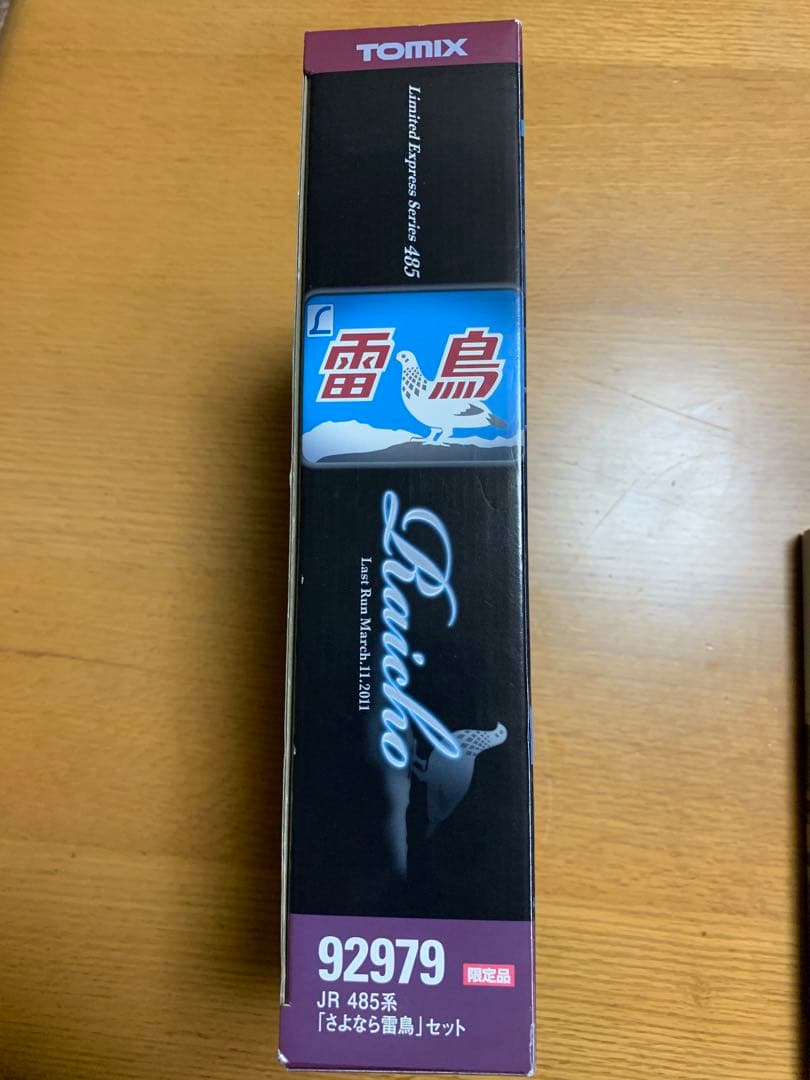 TOMIX
Limited Express Series 485
雷鳥
Raicho
Last Run March.11.2011
92979
限定品
JR 485系
「さよなら雷鳥」セット